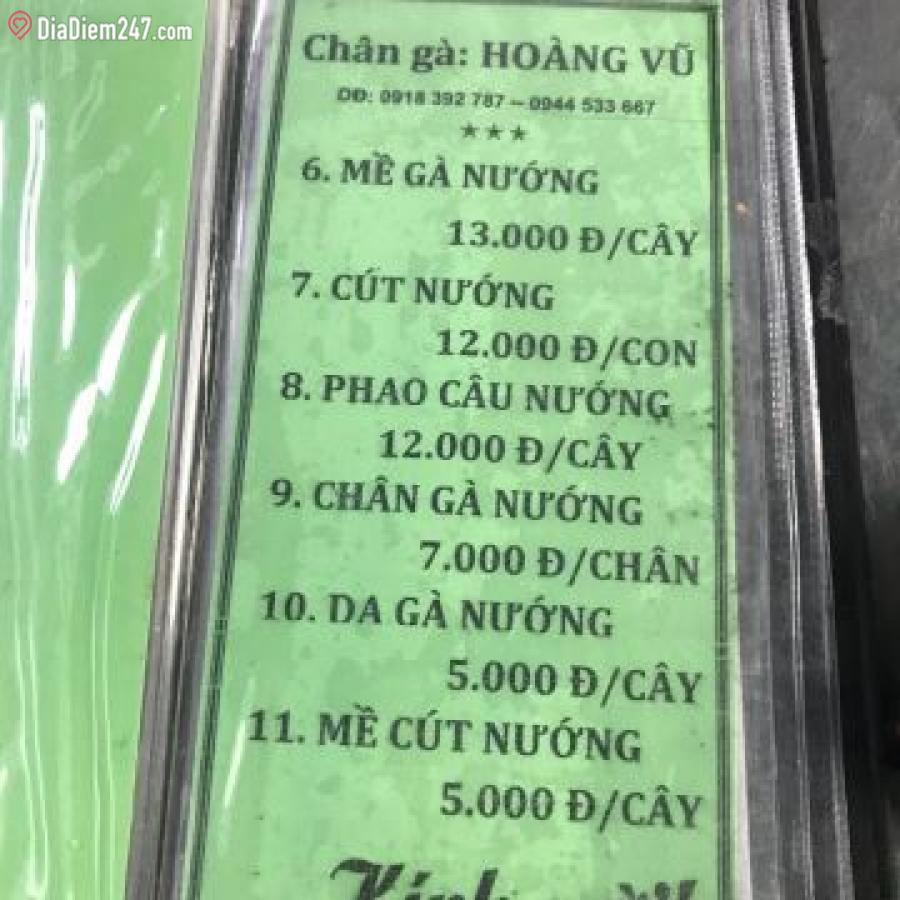 DiaDiem247.com
Chân gà: HOÀNG VŨ
DĐ: 0918 392 787 – 0944 533 667
★★★
6. MỀ GÀ NƯỚNG
13.000 Đ/CÂY
7. CÚT NƯỚNG
12.000 Đ/CON
8. PHAO CÂU NƯỚNG
12.000 Đ/CÂY
9. CHÂN GÀ NƯỚNG
7.000 Đ/CHÂN
10. DA GÀ NƯỚNG
5.000 Đ/CÂY
11. MỀ CÚT NƯỚNG
5.000 Đ/CÂY